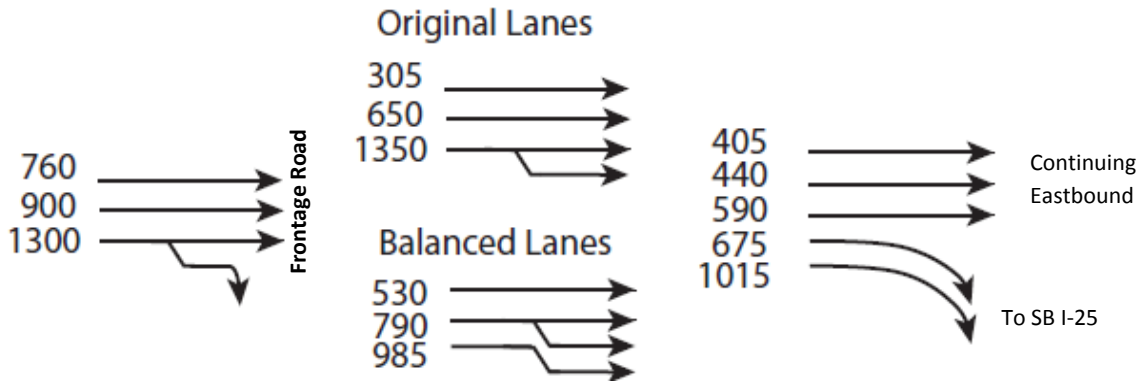 Original Lanes
305
650
1350
760
900
1300
Frontage Road
Balanced Lanes
530
790
985
405
440
590
675
1015
Continuing
Eastbound
To SB I-25